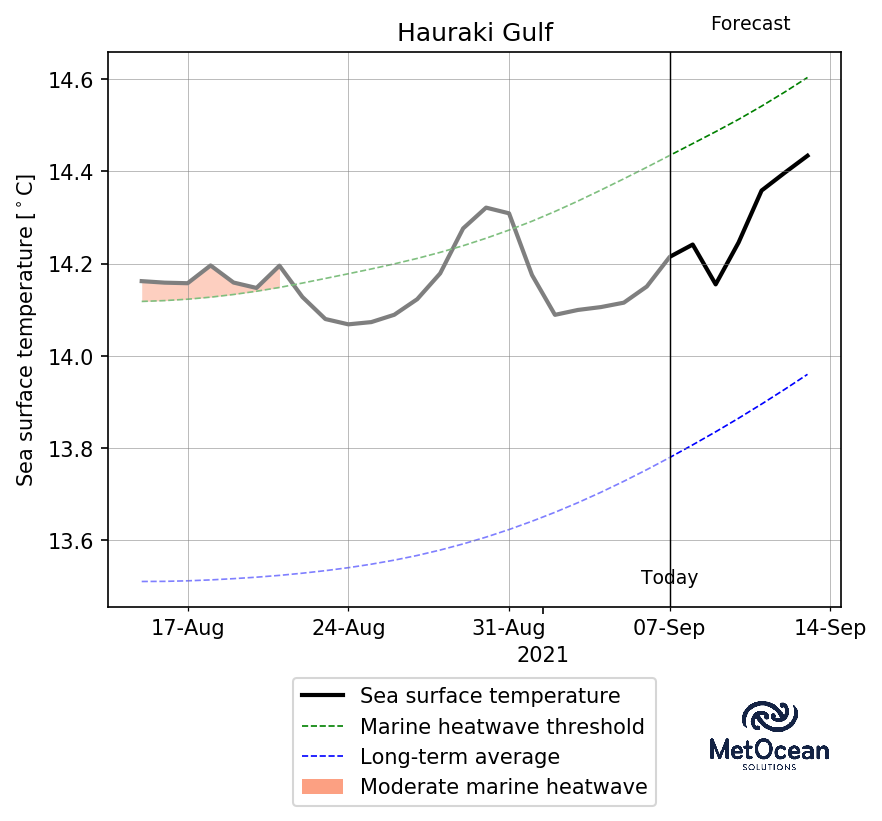 Forecast
Hauraki Gulf
Sea surface temperature [°C]
14.6
14.4
14.2
14.0
13.8
13.6
Today
17-Aug 24-Aug 31-Aug 07-Sep 14-Sep
2021
Sea surface temperature
Marine heatwave threshold
Long-term average
Moderate marine heatwave
MetOcean
SOLUTIONS